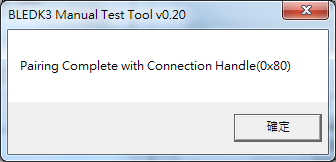 BLEDK3 Manual Test Tool v0.20
Pairing Complete with Connection Handle(0x80)
確定